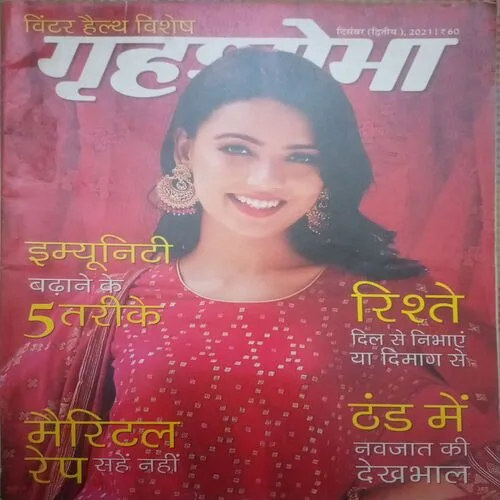 विंटर हैल्थ विशेष
दिसंबर (द्वितीय), 2021 | ₹60
गृहशोभा
इम्यूनिटी
बढ़ाने के
5 तरीके
रिश्ते
दिल से निभाएं
या दिमाग से
मैरिटल
रेप सहें नहीं
ठंड में
नवजात की
देखभाल